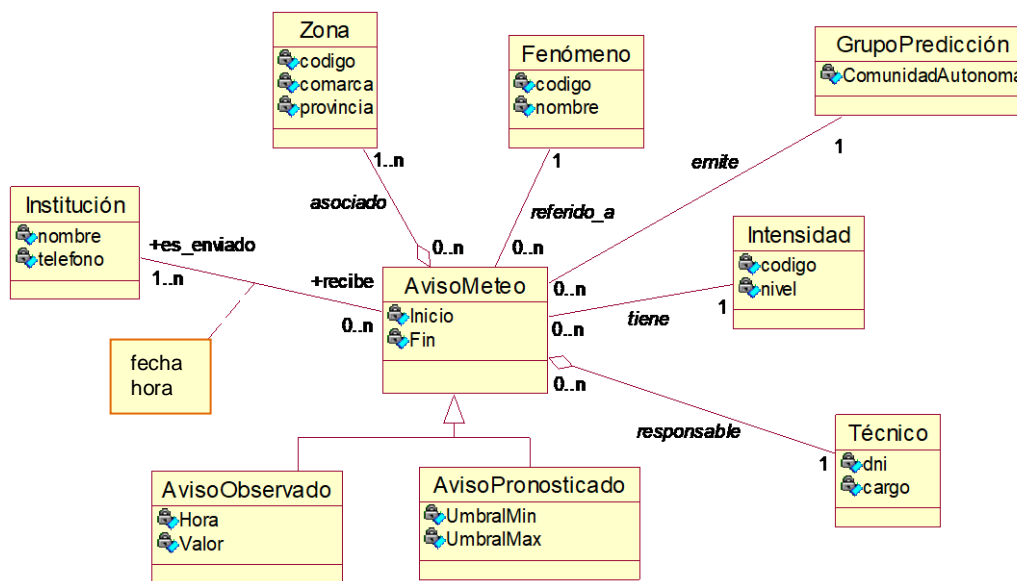 Zona
codigo
comarca
provincia
Fenómeno
codigo
nombre
GrupoPredicción
ComunidadAutonoma
1..n
asociado
0..n
1
referido_a
0..n
emite
1
0..n
Institución
nombre
telefono
+es_enviado
1..n
+recibe
0..n
fecha
hora
AvisoMeteo
Inicio
Fin
Intensidad
codigo
nivel
tiene
1
0..n
0..n
responsable
1
Técnico
dni
cargo
AvisoObservado
Hora
Valor
AvisoPronosticado
UmbralMin
UmbralMax